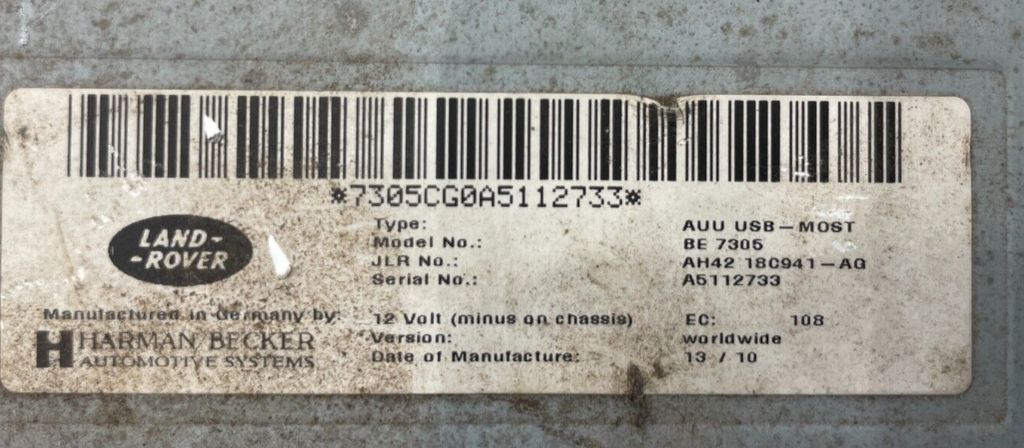 *7305CG0A5112733*
LAND-
-ROVER
Type: AUU USB-MOST
Model No.: BE 7305
JLR No.: AH42 18C941-AG
Serial No.: A5112733
Manufactured in Germany by:
HARMAN/BECKER
AUTOMOTIVE SYSTEMS
12 Volt (minus on chassis) EC: 108
Version: worldwide
Date of Manufacture: 13 / 10